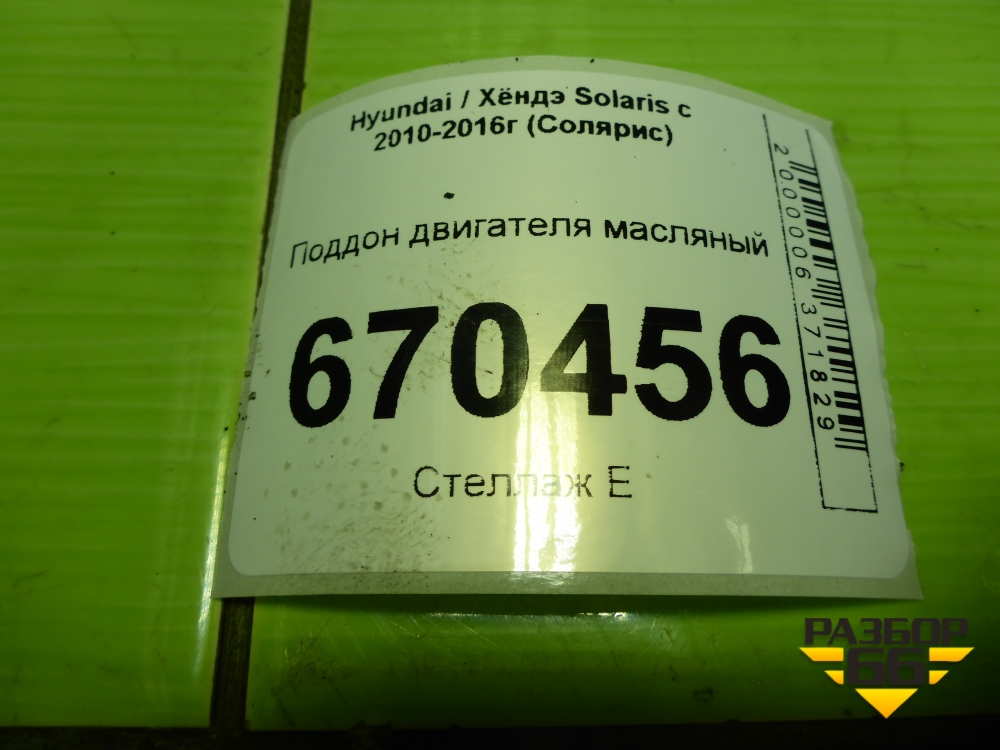 Hyundai / Хёндэ Solaris с
2010-2016г (Солярис)
Поддон двигателя масляный
670456
Стеллаж Е
2000006371829
РАЗБОР
66